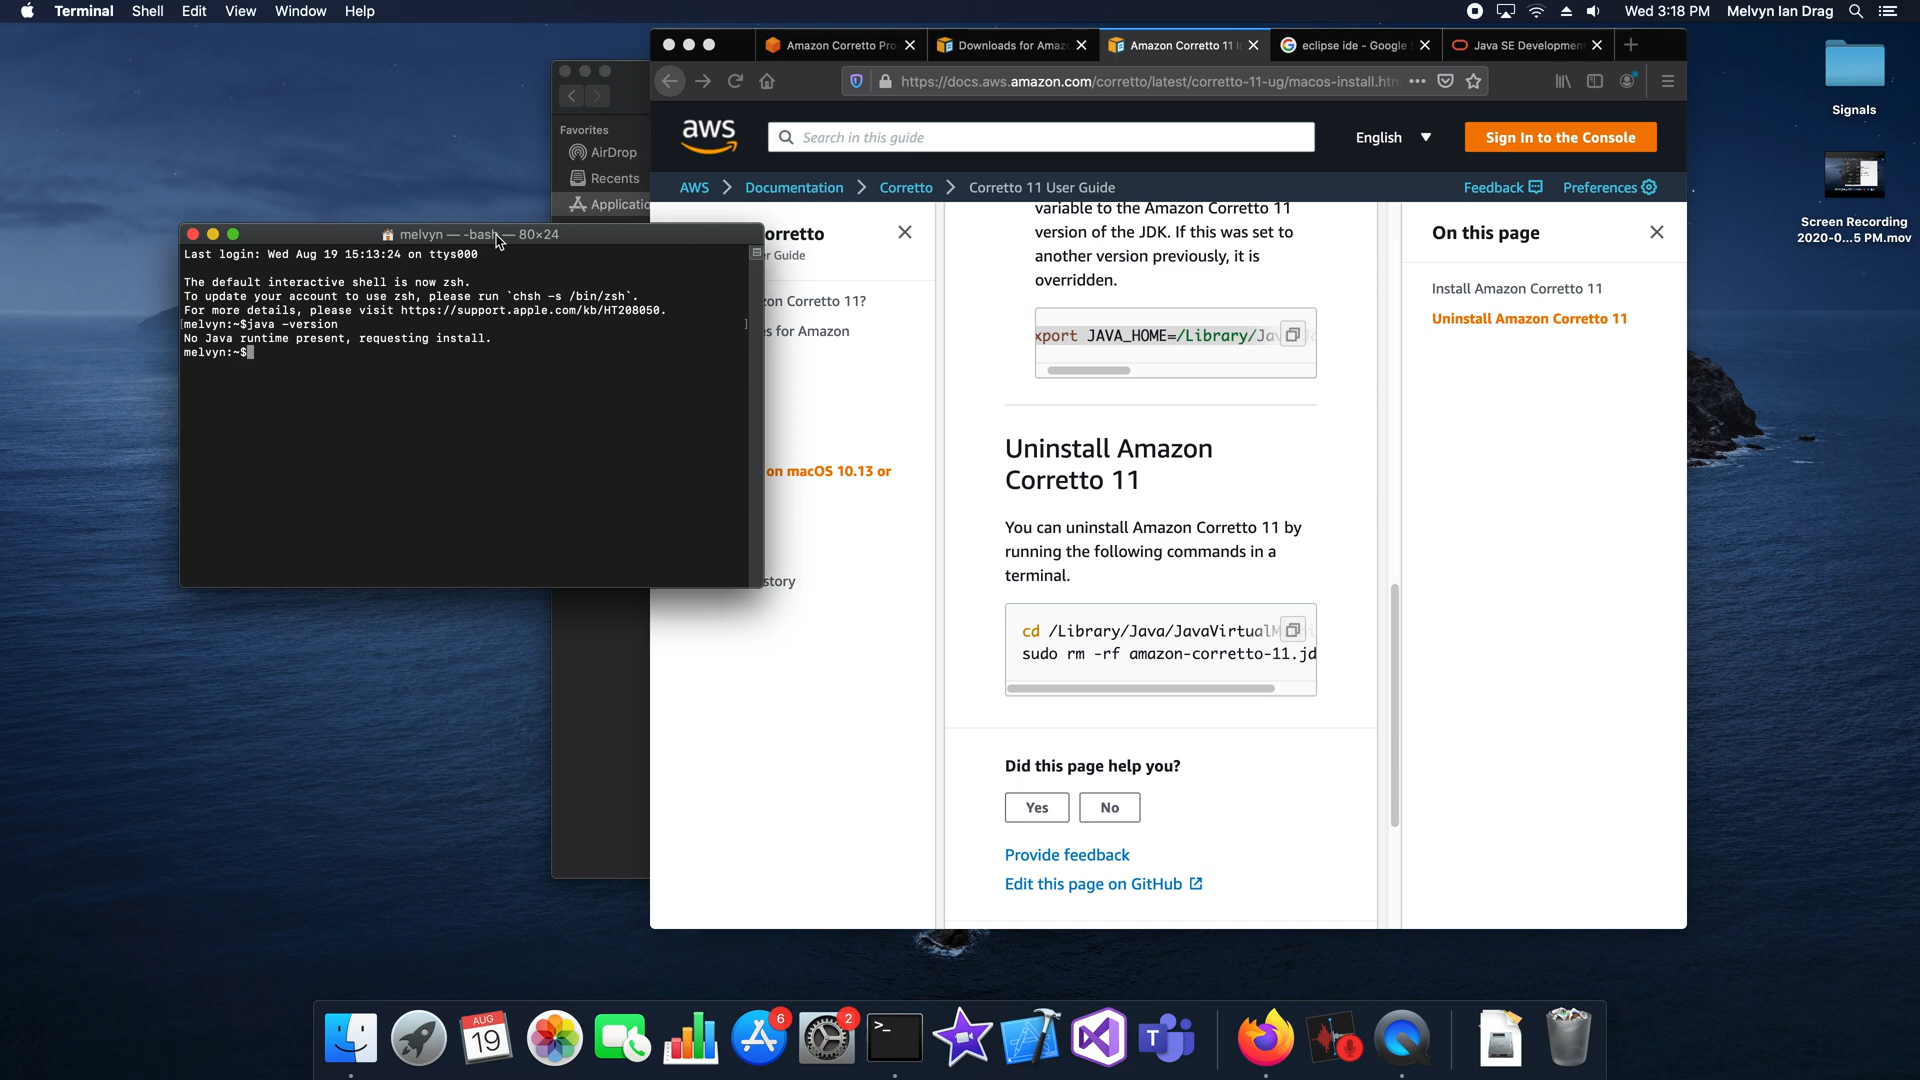 Terminal Shell Edit View Window Help
Wed 3:18 PM Melvyn Ian Drag
Amazon Corretto Pro
Downloads for Amaz
Amazon Corretto 11 I
eclipse ide - Google
Java SE Developmen
https://docs.aws.amazon.com/corretto/latest/corretto-11-ug/macos-install.htm
Favorites
AirDrop
Recents
Applicatio
aws
Search in this guide
English
Sign In to the Console
AWS
Documentation
Corretto
Corretto 11 User Guide
Feedback
Preferences
melvyn — -bash — 80×24
Last login: Wed Aug 19 15:13:24 on ttys000
The default interactive shell is now zsh.
To update your account to use zsh, please run `chsh -s /bin/zsh`.
For more details, please visit https://support.apple.com/kb/HT208050.
[melvyn:~$java -version ]
No Java runtime present, requesting install.
melvyn:~$
orretto
er Guide
zon Corretto 11?
es for Amazon
on macOS 10.13 or
story
variable to the Amazon Corretto 11
version of the JDK. If this was set to
another version previously, it is
overridden.
xport JAVA_HOME=/Library/Ja
Uninstall Amazon
Corretto 11
You can uninstall Amazon Corretto 11 by
running the following commands in a
terminal.
cd /Library/Java/JavaVirtualM
sudo rm -rf amazon-corretto-11.jd
Did this page help you?
Yes
No
Provide feedback
Edit this page on GitHub
On this page
Install Amazon Corretto 11
Uninstall Amazon Corretto 11
Signals
Screen Recording
2020-0...5 PM.mov
AUG
19
6
2
>_
T